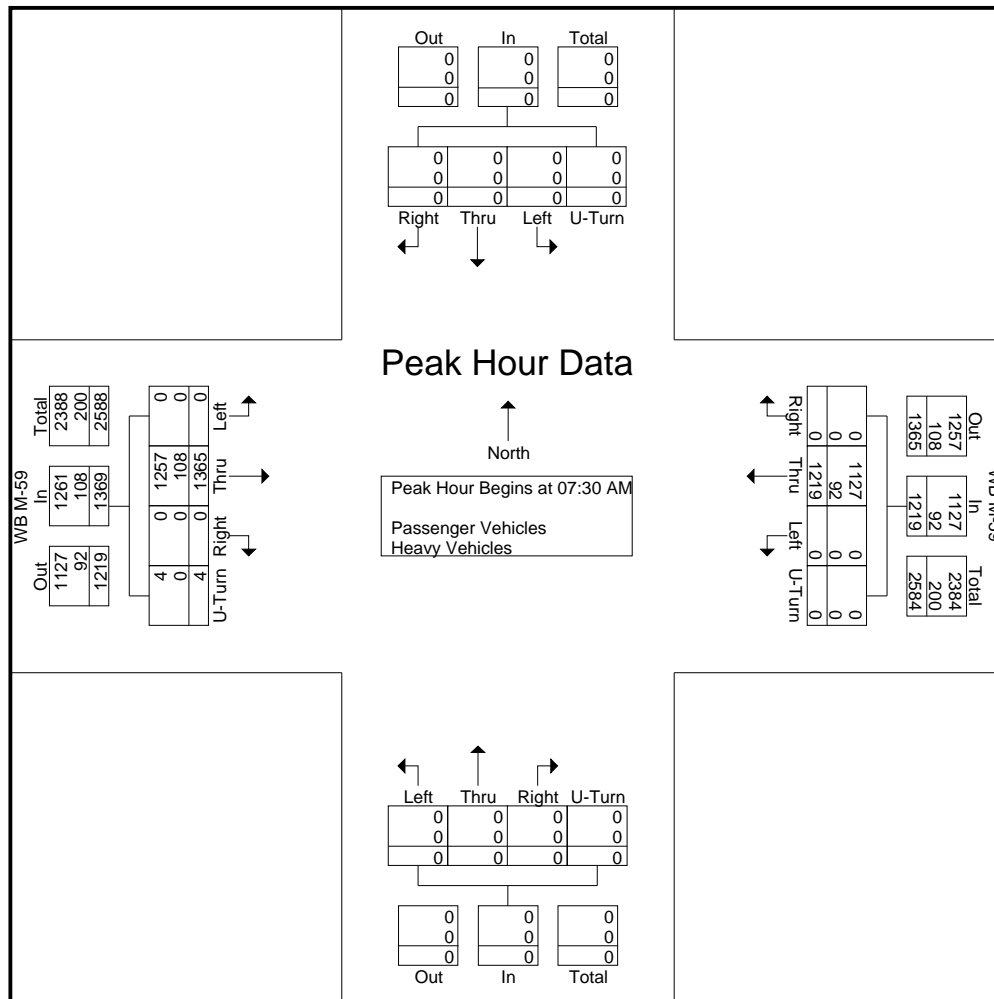 Out In Total
0 0 0
0 0 0
0 0 0
0 0 0 0
0 0 0 0
0 0 0 0
Right Thru Left U-Turn
Peak Hour Data
North
Peak Hour Begins at 07:30 AM
Passenger Vehicles
Heavy Vehicles
WB M-59
Out In Total
1127 1261 2388
92 108 200
1219 1369 2588
4 0 1257 0
0 0 108 0
4 0 1365 0
U-Turn Right Thru Left
Out In Total
1257 1127 2384
108 92 200
1365 1219 2584
0 1127 0 0
0 92 0 0
0 1219 0 0
Right Thru Left U-Turn
Left Thru Right U-Turn
0 0 0 0
0 0 0 0
0 0 0 0
0 0 0
0 0 0
0 0 0
Out In Total